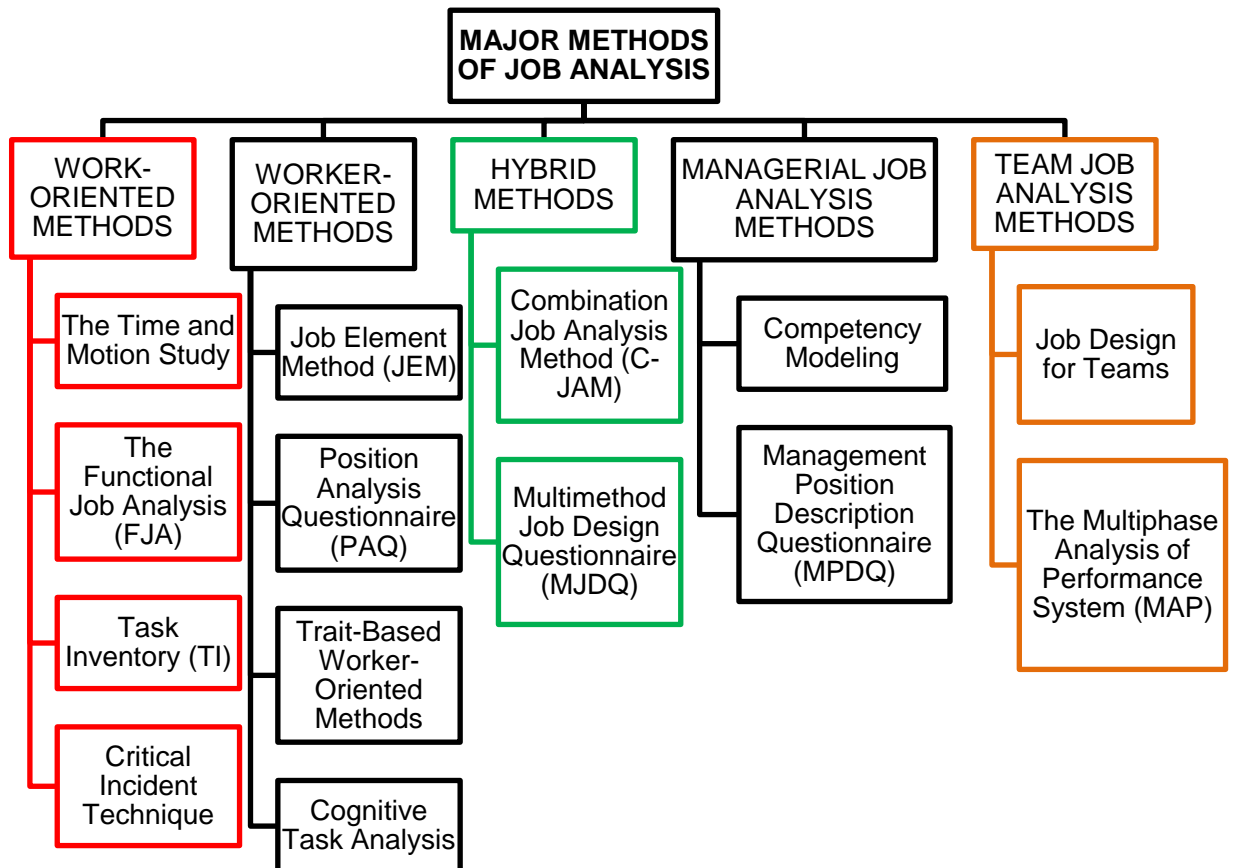 MAJOR METHODS
OF JOB ANALYSIS
WORK-
ORIENTED
METHODS
The Time and
Motion Study
The
Functional
Job Analysis
(FJA)
Task
Inventory (TI)
Critical
Incident
Technique
WORKER-
ORIENTED
METHODS
Job Element
Method (JEM)
Position
Analysis
Questionnaire
(PAQ)
Trait-Based
Worker-
Oriented
Methods
Cognitive
Task Analysis
HYBRID
METHODS
Combination
Job Analysis
Method (C-
JAM)
Multimethod
Job Design
Questionnaire
(MJDQ)
MANAGERIAL JOB
ANALYSIS
METHODS
Competency
Modeling
Management
Position
Description
Questionnaire
(MPDQ)
TEAM JOB
ANALYSIS
METHODS
Job Design
for Teams
The Multiphase
Analysis of
Performance
System (MAP)